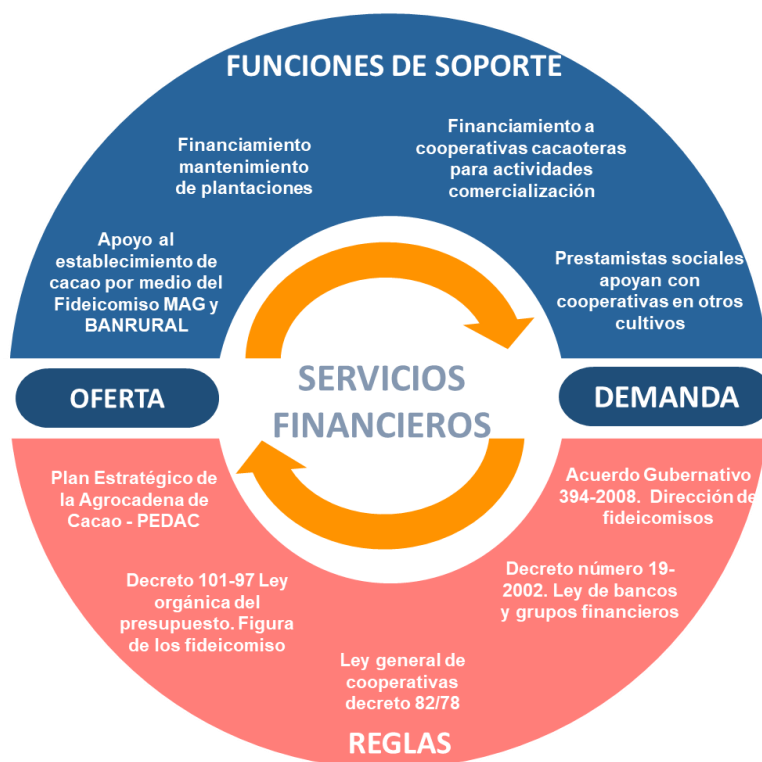 FUNCIONES DE SOPORTE
Financiamiento
mantenimiento
de plantaciones
Financiamiento a
cooperativas cacaoteras
para actividades
comercialización
Apoyo al
establecimiento de
cacao por medio del
Fideicomiso MAG y
BANRURAL
Prestamistas sociales
apoyan con
cooperativas en otros
cultivos
OFERTA
SERVICIOS
FINANCIEROS
DEMANDA
Plan Estratégico de
la Agrocadena de
Cacao - PEDAC
Acuerdo Gubernativo
394-2008. Dirección de
fideicomisos
Decreto 101-97 Ley
orgánica del
presupuesto. Figura
de los fideicomiso
Decreto número 19-
2002. Ley de bancos
y grupos financieros
Ley general de
cooperativas
decreto 82/78
REGLAS